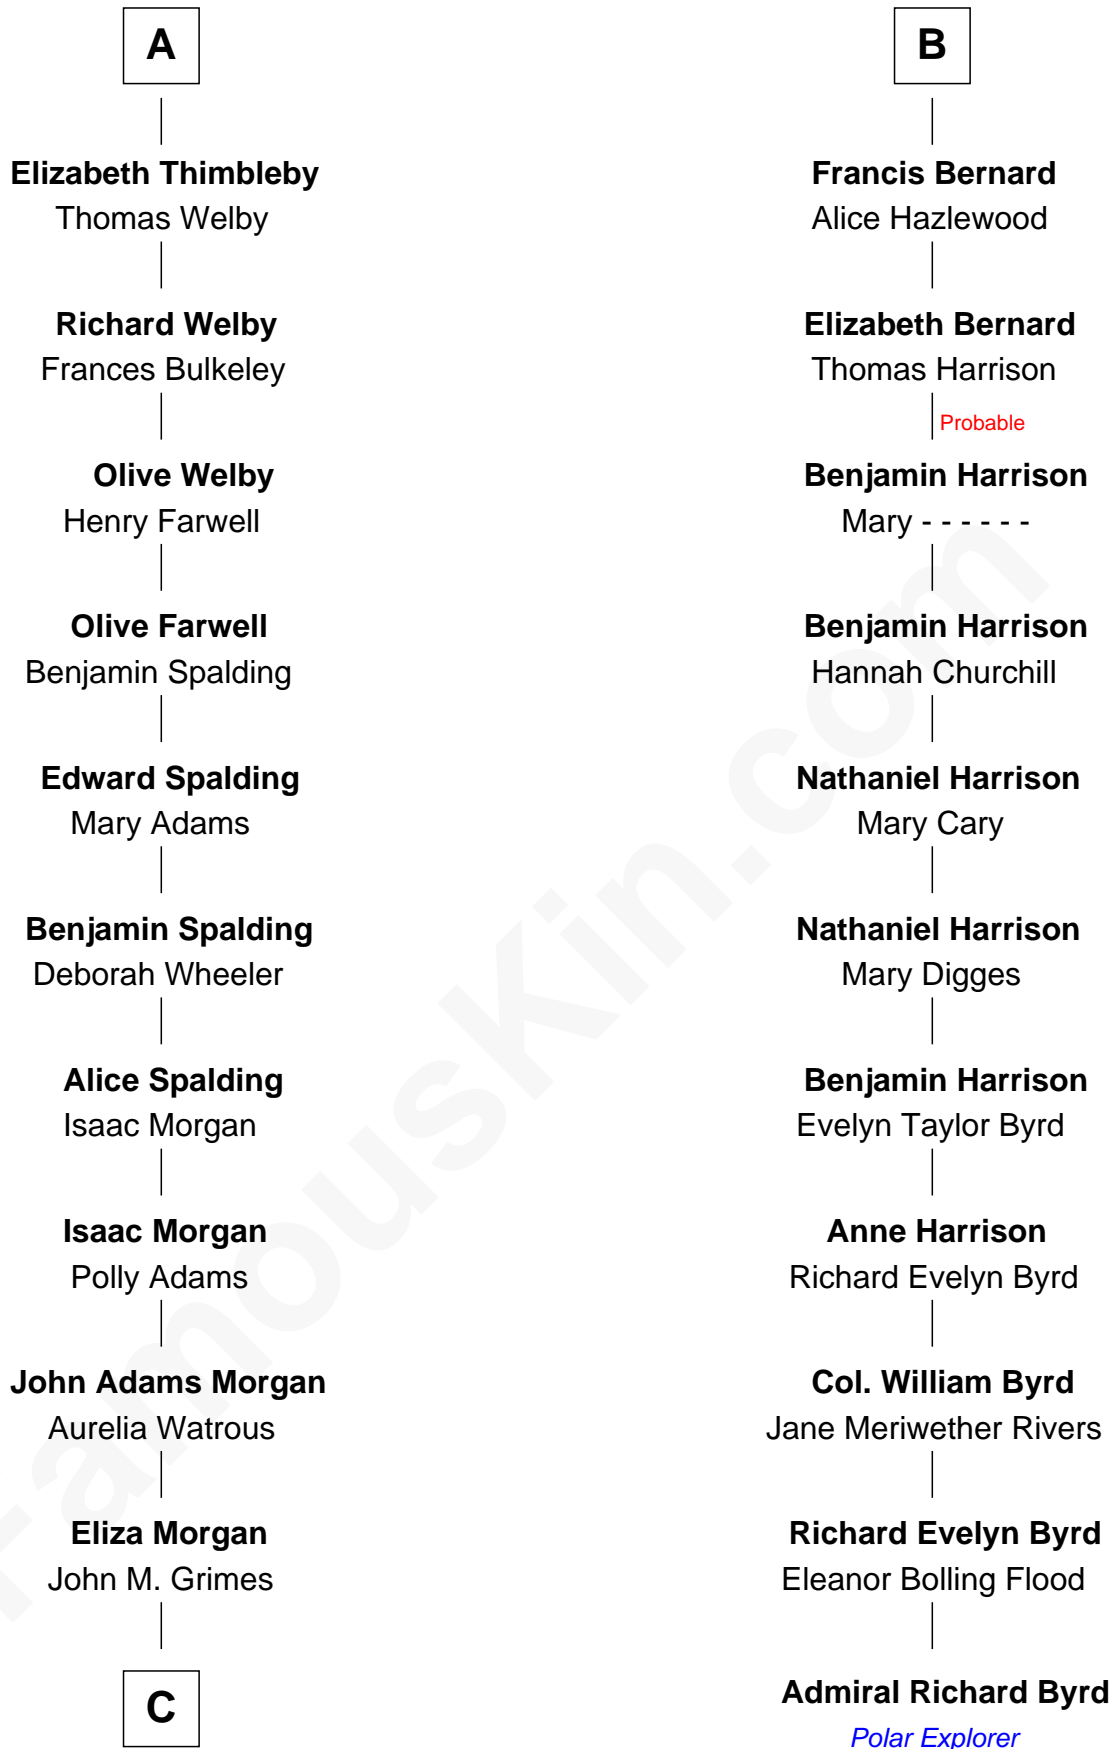 A
Elizabeth Thimbleby
Thomas Welby
Richard Welby
Frances Bulkeley
Olive Welby
Henry Farwell
Olive Farwell
Benjamin Spalding
Edward Spalding
Mary Adams
Benjamin Spalding
Deborah Wheeler
Alice Spalding
Isaac Morgan
Isaac Morgan
Polly Adams
John Adams Morgan
Aurelia Watrous
Eliza Morgan
John M. Grimes
C
B
Francis Bernard
Alice Hazlewood
Elizabeth Bernard
Thomas Harrison
Probable
Benjamin Harrison
Mary - - - - - -
Benjamin Harrison
Hannah Churchill
Nathaniel Harrison
Mary Cary
Nathaniel Harrison
Mary Digges
Benjamin Harrison
Evelyn Taylor Byrd
Anne Harrison
Richard Evelyn Byrd
Col. William Byrd
Jane Meriwether Rivers
Richard Evelyn Byrd
Eleanor Bolling Flood
Admiral Richard Byrd
Polar Explorer
FamousKin.com